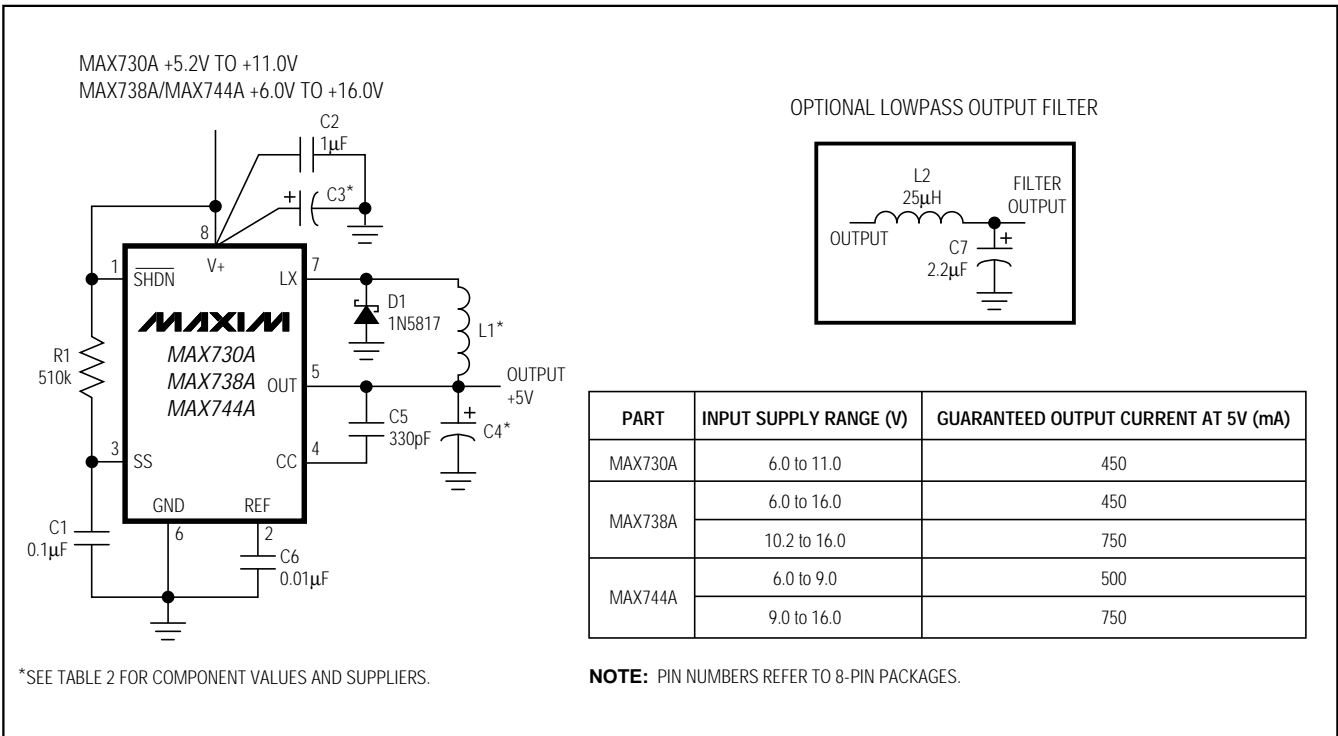 MAX730A +5.2V TO +11.0V
MAX738A/MAX744A +6.0V TO +16.0V
C2
1μF
C3*
+
8
V+
1
SHDN
7
LX
MAXIM
MAX730A
MAX738A
MAX744A
R1
510k
D1
1N5817
L1*
5
OUT
OUTPUT
+5V
C5
330pF
+
C4*
4
CC
3
SS
GND
REF
6
2
C1
0.1μF
C6
0.01μF
*SEE TABLE 2 FOR COMPONENT VALUES AND SUPPLIERS.
OPTIONAL LOWPASS OUTPUT FILTER
L2
25μH
FILTER
OUTPUT
OUTPUT
+
C7
2.2μF
PART INPUT SUPPLY RANGE (V) GUARANTEED OUTPUT CURRENT AT 5V (mA)
MAX730A 6.0 to 11.0 450
MAX738A 6.0 to 16.0 450
10.2 to 16.0 750
MAX744A 6.0 to 9.0 500
9.0 to 16.0 750
NOTE: PIN NUMBERS REFER TO 8-PIN PACKAGES.